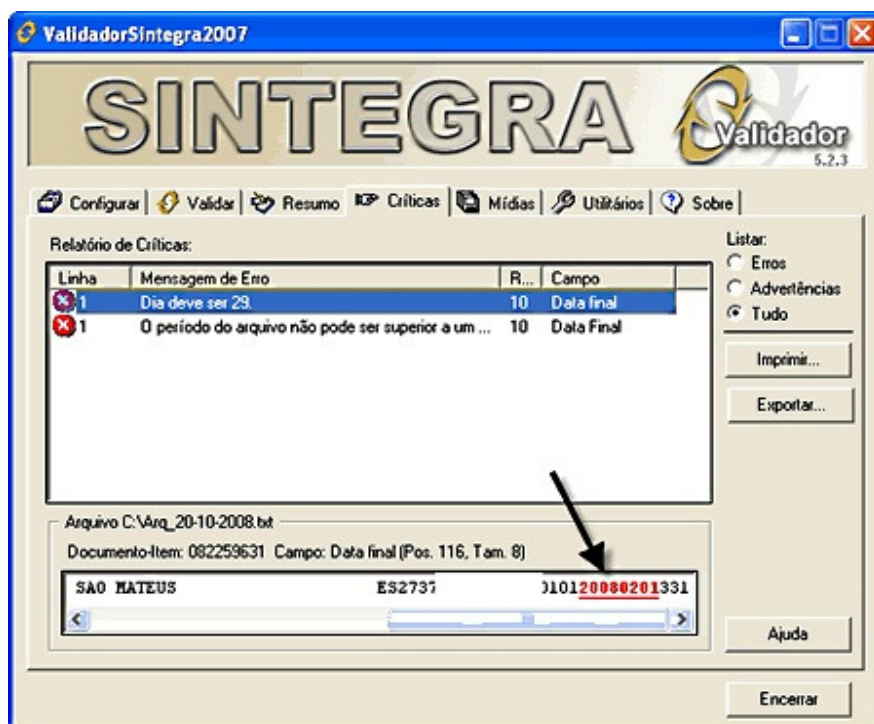 ValidadorSintegra2007
SINTEGRA
Validador
5.2.3
Configurar Validar Resumo Críticas Mídias Utilitários Sobre
Relatório de Críticas:
Linha Mensagem de Erro R... Campo
1 Dia deve ser 29. 10 Data final
1 O período do arquivo não pode ser superior a um ... 10 Data Final
Listar:
Erros
Advertências
Tudo
Imprimir...
Exportar...
Arquivo C:\Arq_20-10-2008.txt
Documento-Item: 082259631 Campo: Data final (Pos. 116, Tam. 8)
SAO MATEUS ES2737 010120080201331
Ajuda
Encerrar